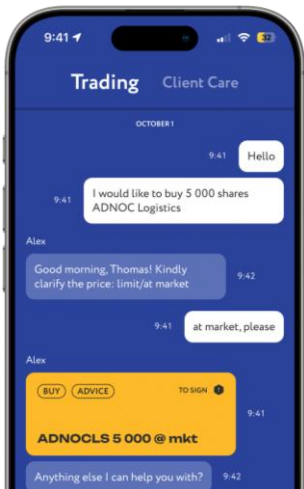 9:41
32
Trading Client Care
OCTOBER 1
9:41 Hello
I would like to buy 5 000 shares
9:41
ADNOC Logistics
Alex
Good morning, Thomas! Kindly
clarify the price: limit/at market
9:42
9:41 at market, please
Alex
BUY ADVICE TO SIGN
9:41
ADNOCLS 5 000 @ mkt
Anything else I can help you with? 9:42